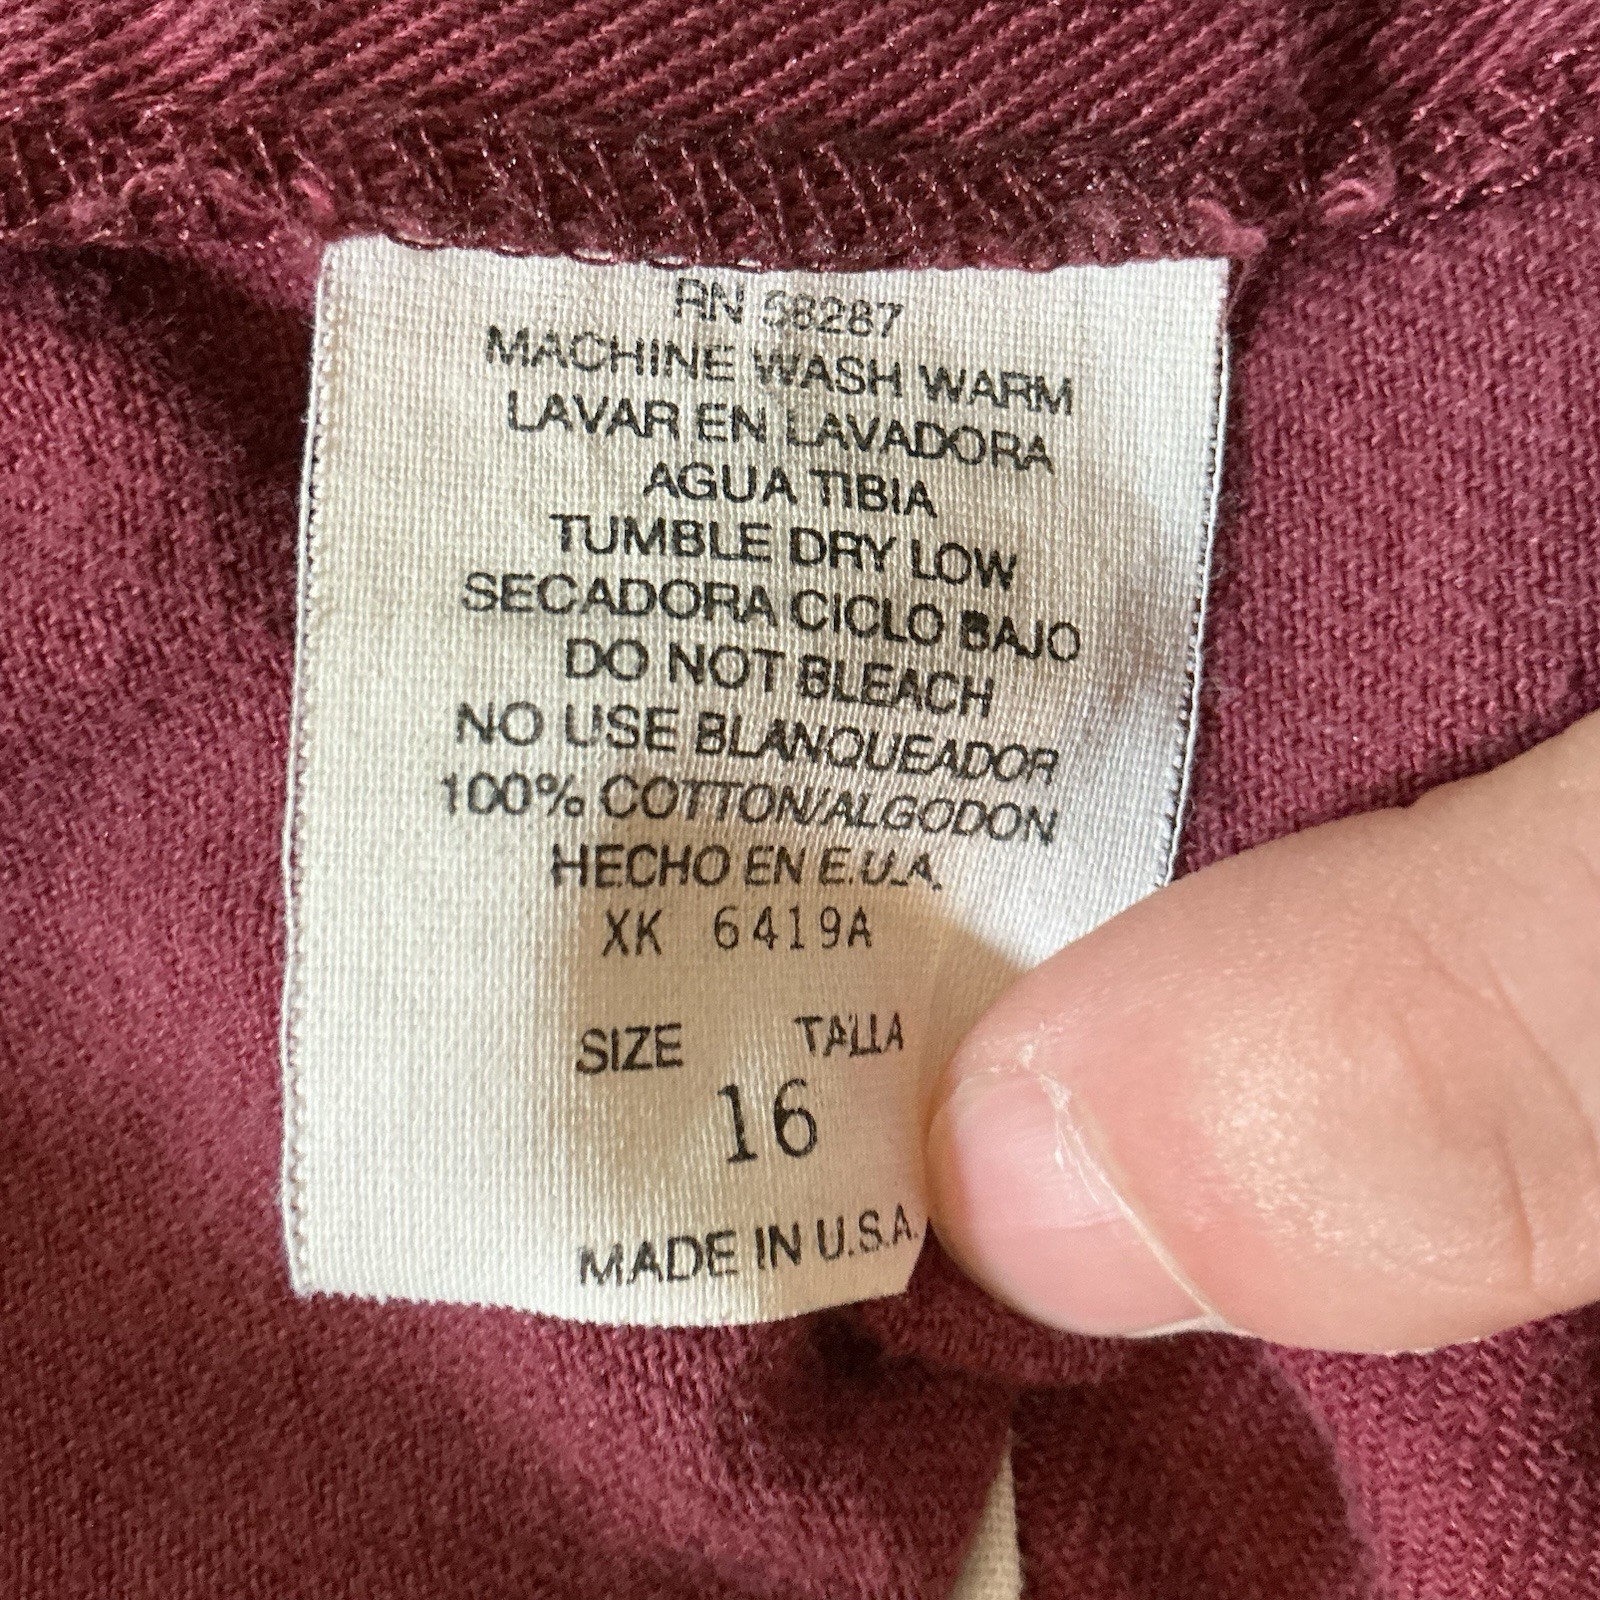 RN 58287
MACHINE WASH WARM
LAVAR EN LAVADORA
AGUA TIBIA
TUMBLE DRY LOW
SECADORA CICLO BAJO
DO NOT BLEACH
NO USE BLANQUEADOR
100% COTTON/ALGODON
HECHO EN E.U.A.
XK 6419A
SIZE TALLA
16
MADE IN U.S.A.